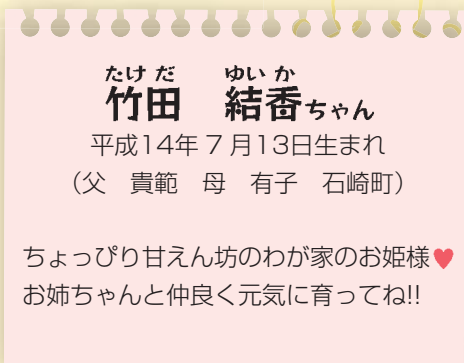 たけ だ　ゆい か
竹田　結香ちゃん
平成14年7月13日生まれ
（父　貴範　母　有子　石崎町）
ちょっぴり甘えん坊のわが家のお姫様♥
お姉ちゃんと仲良く元気に育ってね!!